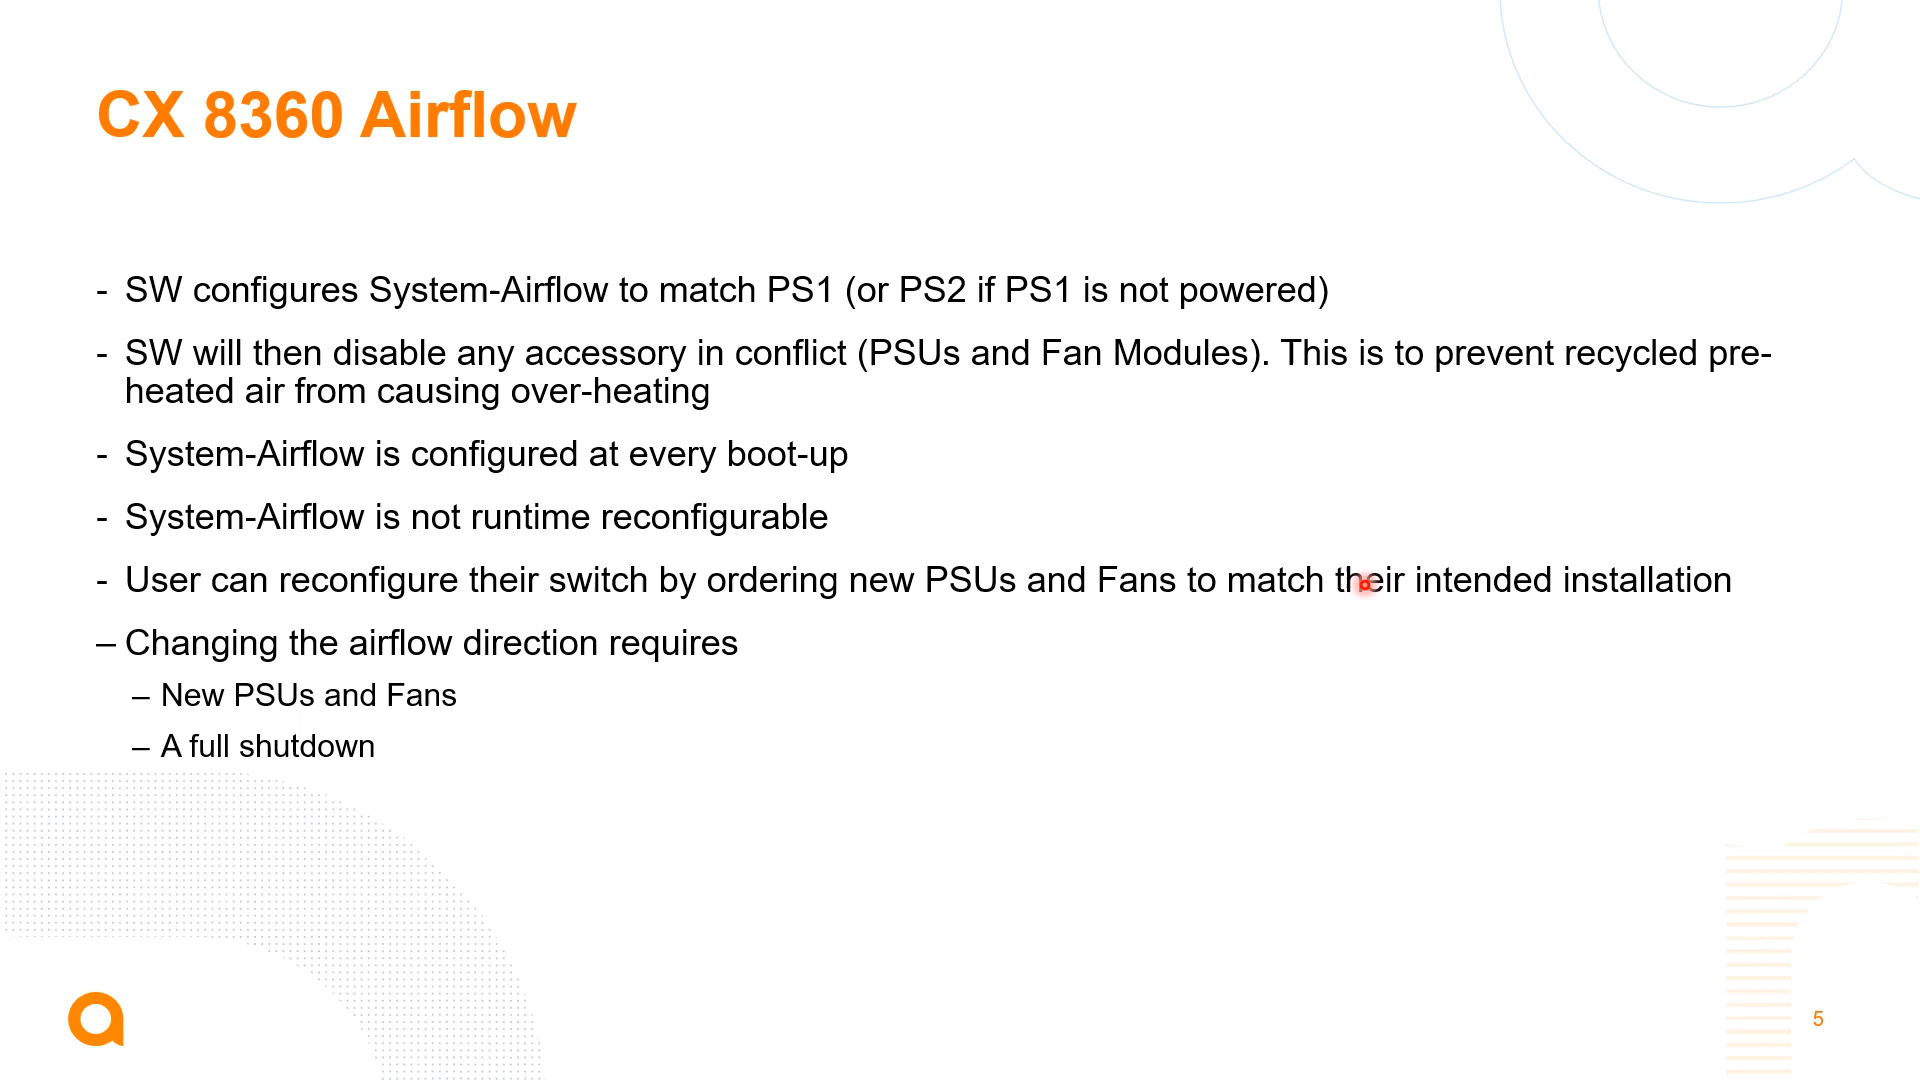 CX 8360 Airflow
- SW configures System-Airflow to match PS1 (or PS2 if PS1 is not powered)
- SW will then disable any accessory in conflict (PSUs and Fan Modules). This is to prevent recycled pre-
heated air from causing over-heating
- System-Airflow is configured at every boot-up
- System-Airflow is not runtime reconfigurable
- User can reconfigure their switch by ordering new PSUs and Fans to match their intended installation
– Changing the airflow direction requires
– New PSUs and Fans
– A full shutdown
5